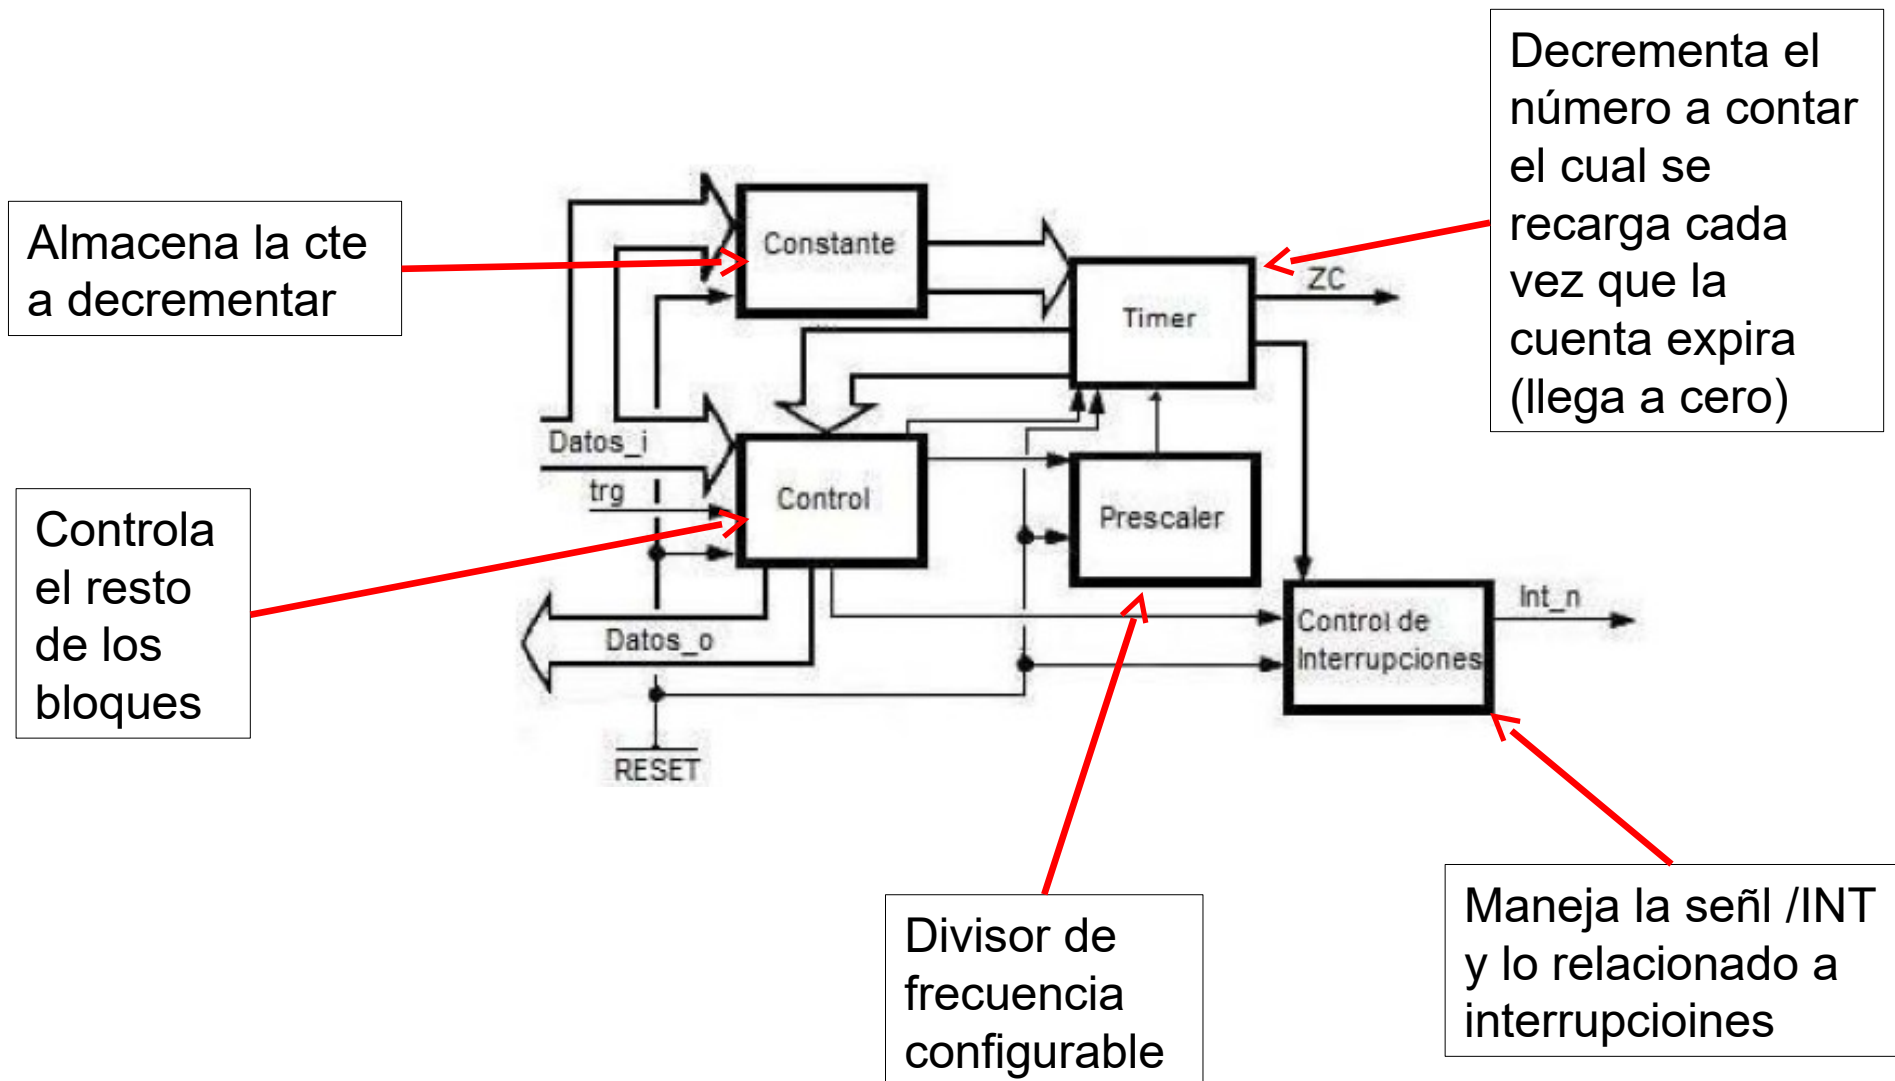 Decrementa el
número a contar
el cual se
recarga cada
vez que la
cuenta expira
(llega a cero)
Almacena la cte
a decrementar
Constante
ZC
Timer
Datos_i
trg
Control
Prescaler
Controla
el resto
de los
bloques
Int_n
Control de
Interrupciones
Datos_o
RESET
Divisor de
frecuencia
configurable
Maneja la señl /INT
y lo relacionado a
interrupcioines